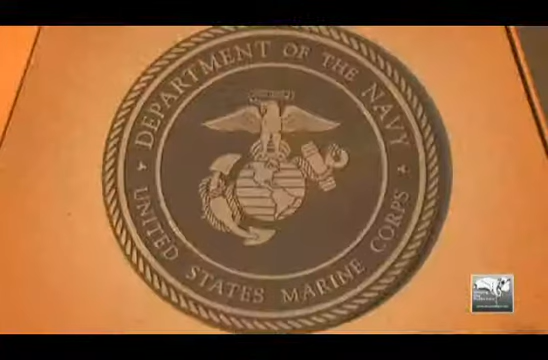 DEPARTMENT OF THE NAVY
UNITED STATES MARINE CORPS